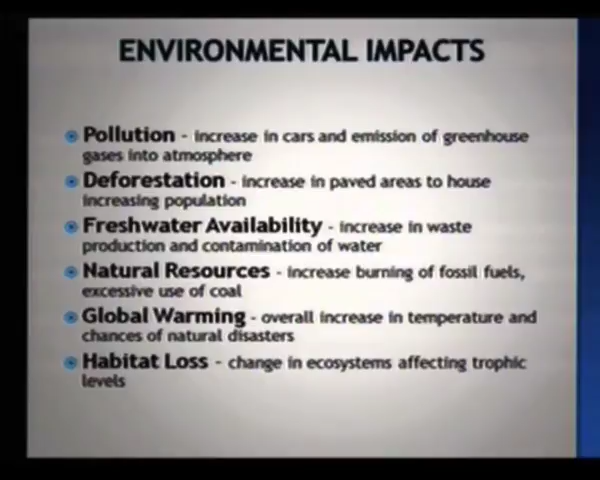 ENVIRONMENTAL IMPACTS
Pollution - increase in cars and emission of greenhouse
gases into atmosphere
Deforestation - increase in paved areas to house
increasing population
Freshwater Availability - increase in waste
production and contamination of water
Natural Resources - increase burning of fossil fuels,
excessive use of coal
Global Warming - overall increase in temperature and
chances of natural disasters
Habitat Loss - change in ecosystems affecting trophic
levels